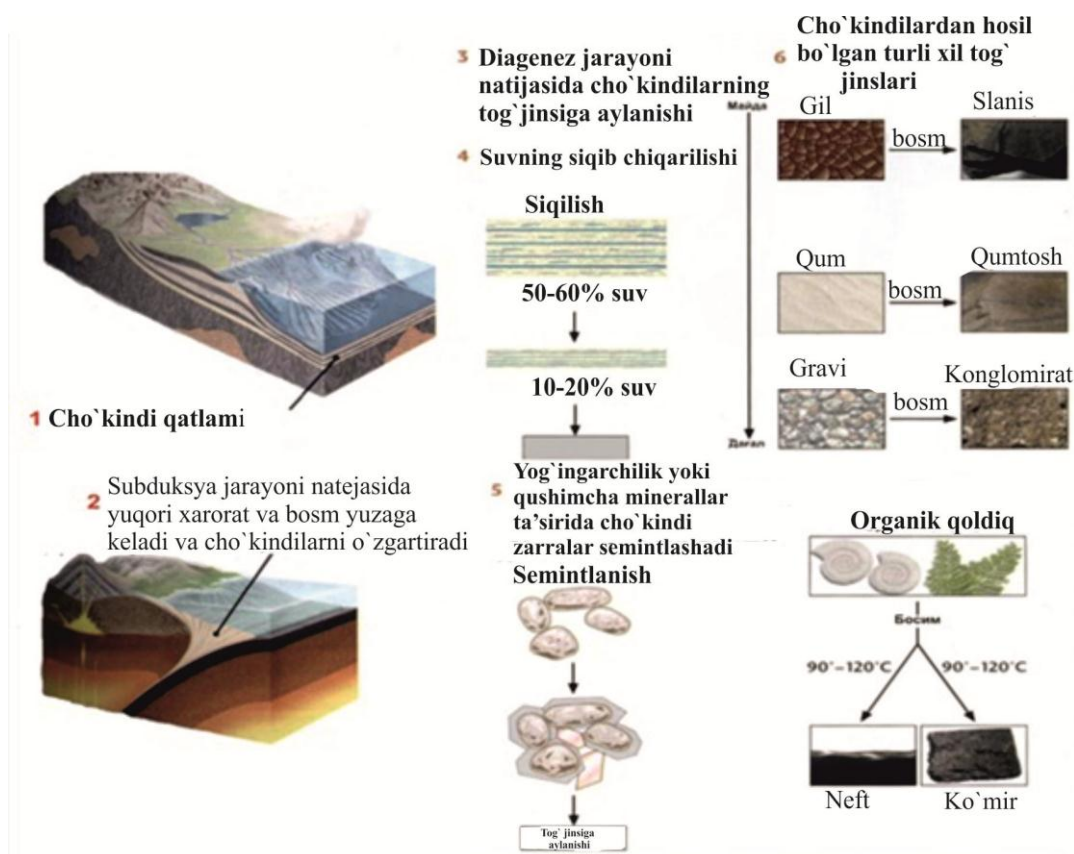 1 Cho`kindi qatlami
2 Subduksya jarayoni natejasida
yuqori xarorat va bosm yuzaga
keladi va cho`kindilarni o`zgartiradi
3 Diagenez jarayoni
natijasida cho`kindilarning
tog`jinsiga aylanishi
4 Suvning siqib chiqarilishi
Siqilish
50-60% suv
10-20% suv
5 Yog`ingarchilik yoki
qushimcha minerallar
ta’sirida cho`kindi
zarralar semintlashadi
Semintlanish
Tog` jinsiga
aylanishi
6 Cho`kindilardan hosil
bo`lgan turli xil tog`
jinslari
Майда
Дағал
Gil
bosm
Slanis
Qum
bosm
Qumtosh
Gravi
bosm
Konglomirat
Organik qoldiq
Босим
90°–120°C
90°–120°C
Neft
Ko`mir